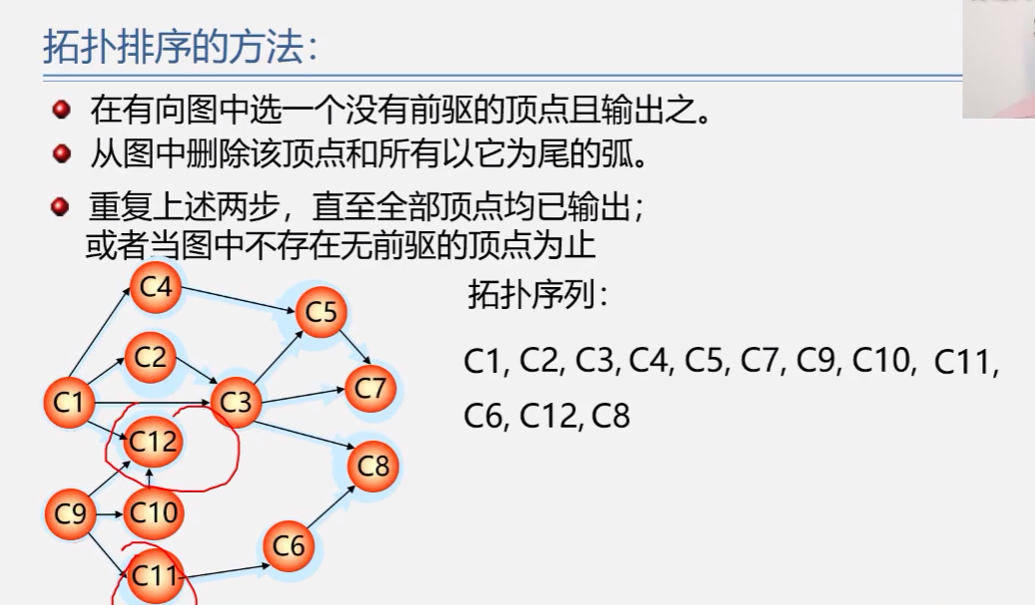 拓扑排序的方法：
在有向图中选一个没有前驱的顶点且输出之。
从图中删除该顶点和所有以它为尾的弧。
重复上述两步，直至全部顶点均已输出；
或者当图中不存在无前驱的顶点为止
拓扑序列：
C1, C2, C3, C4, C5, C7, C9, C10, C11,
C6, C12, C8
C4
C5
C2
C7
C1
C3
C12
C8
C9
C10
C6
C11